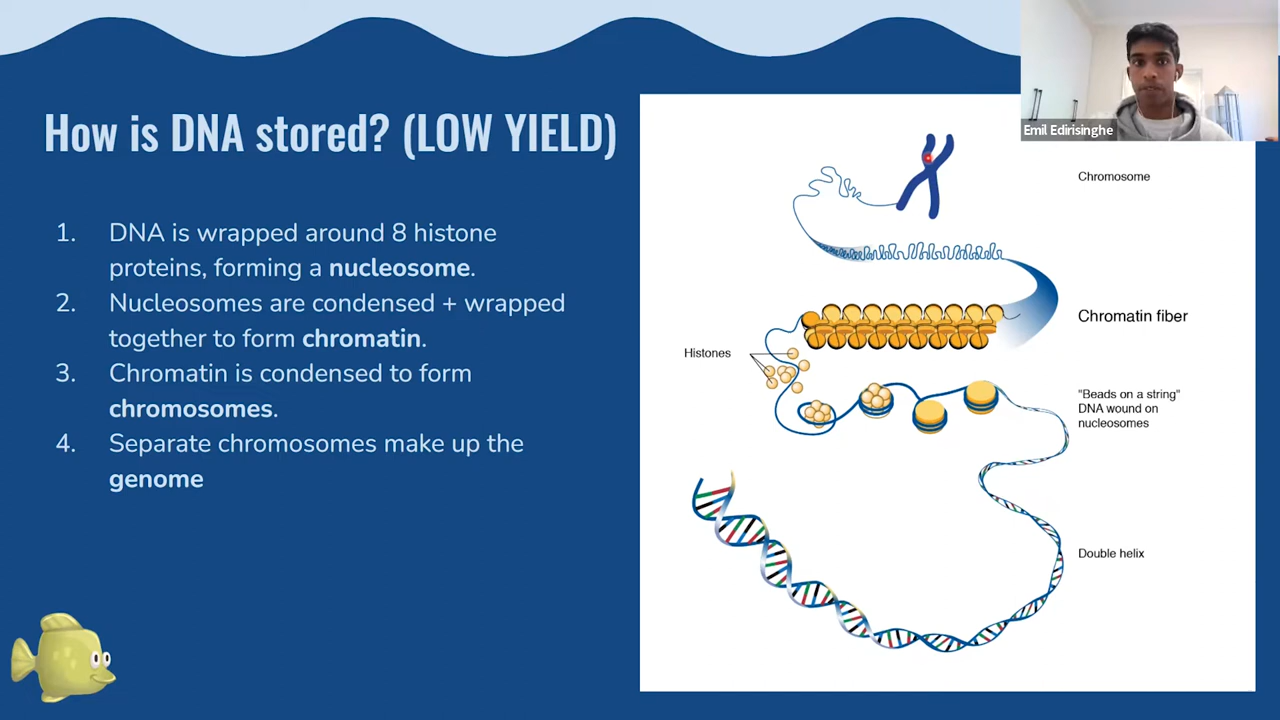 How is DNA stored? (LOW YIELD)
1. DNA is wrapped around 8 histone
proteins, forming a nucleosome.
2. Nucleosomes are condensed + wrapped
together to form chromatin.
3. Chromatin is condensed to form
chromosomes.
4. Separate chromosomes make up the
genome
Emil Edirisinghe
Chromosome
Chromatin fiber
Histones
"Beads on a string"
DNA wound on
nucleosomes
Double helix